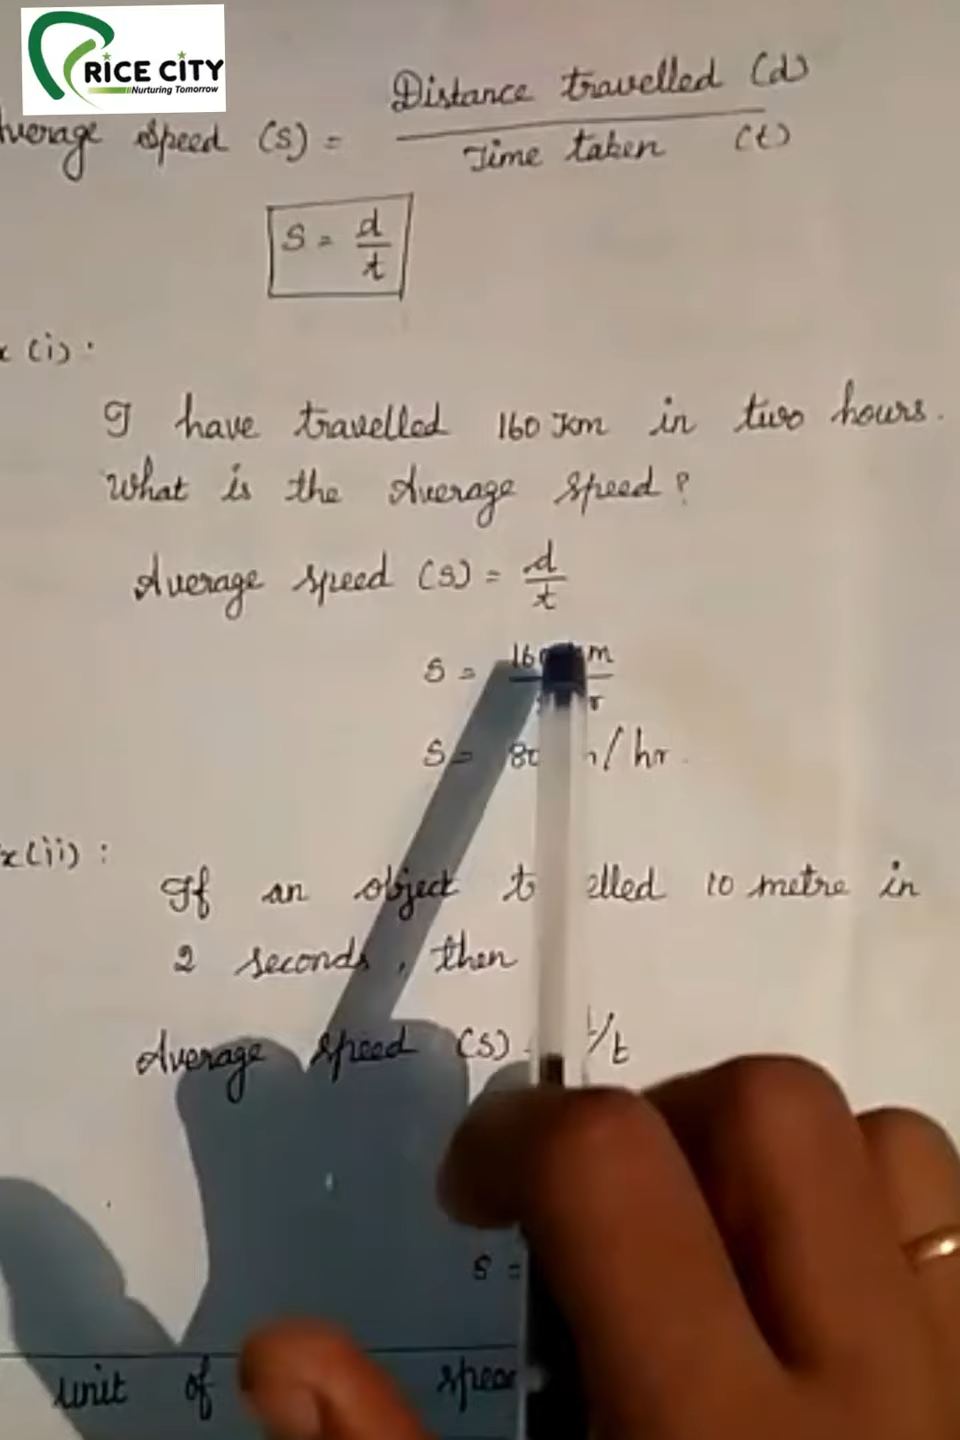 RICE CITY
Nurturing Tomorrow
Distance travelled (d)
Average speed (S) =
Time taken (t)
S = d/t
x (i):
I have travelled 160 Km in two hours.
What is the Average speed?
Average speed (S) = d/t
S =
S = /hr.
x(ii):
If an object 10 metre in
2 seconds, then
Average speed (S) /t
S =
unit of